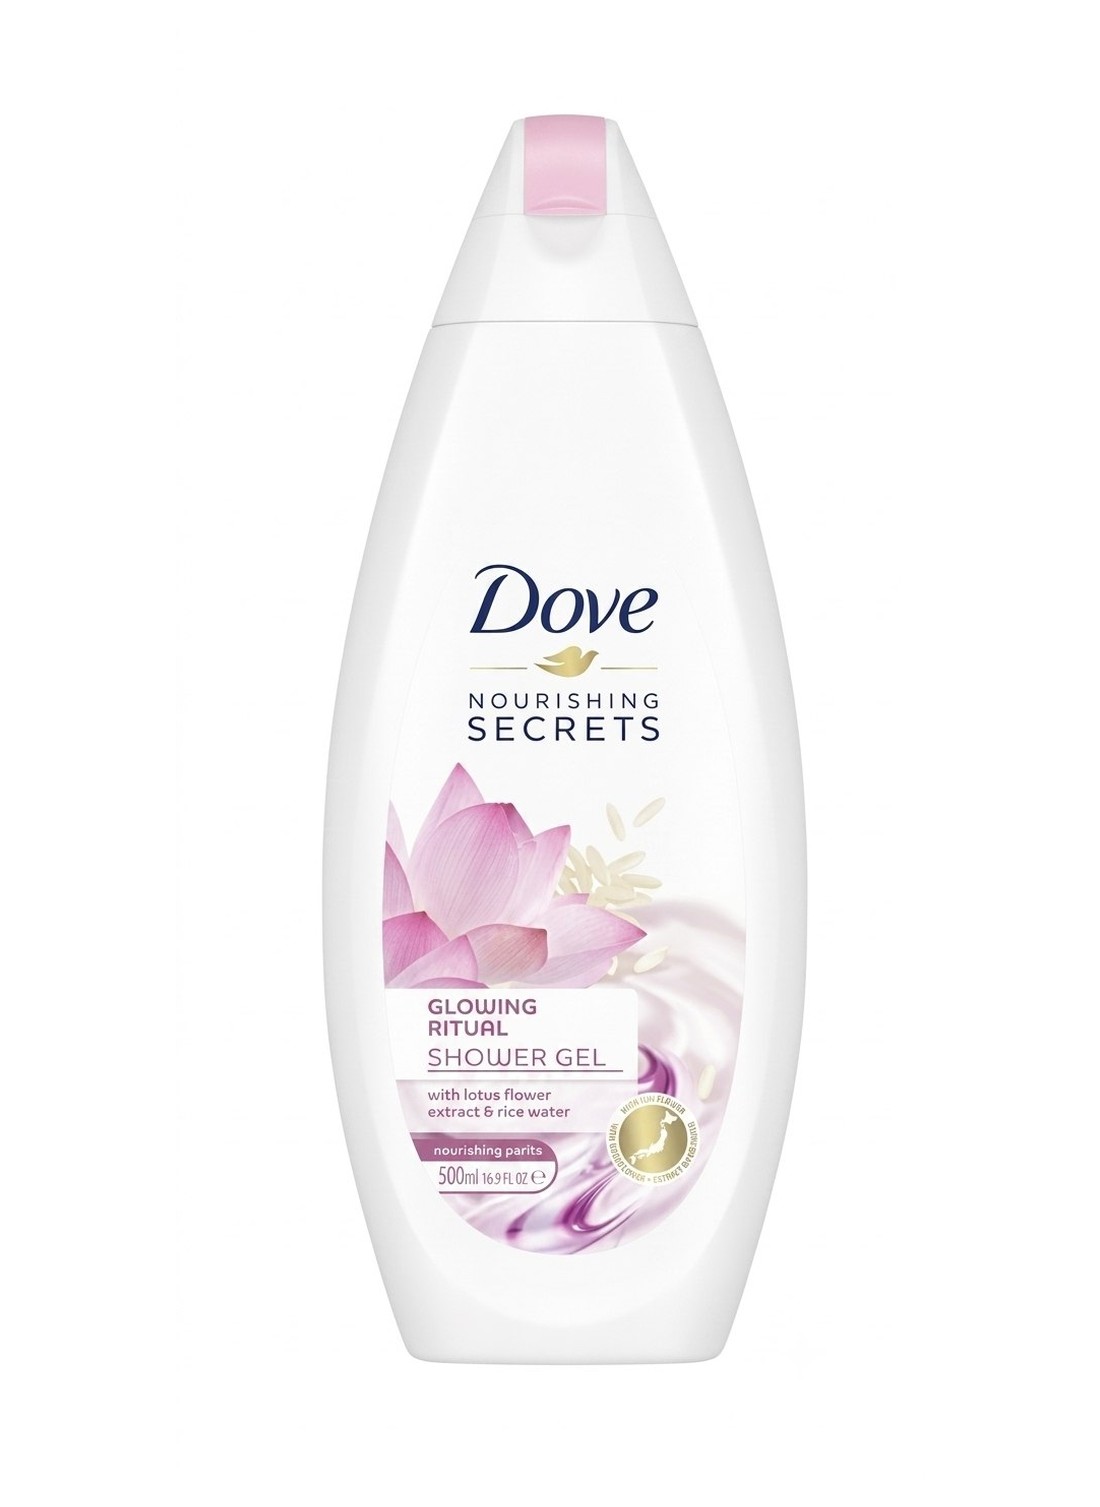 Dove
NOURISHING
SECRETS
GLOWING
RITUAL
SHOWER GEL
with lotus flower
extract & rice water
nourishing parits
500ml 16.9 FL OZ ℮